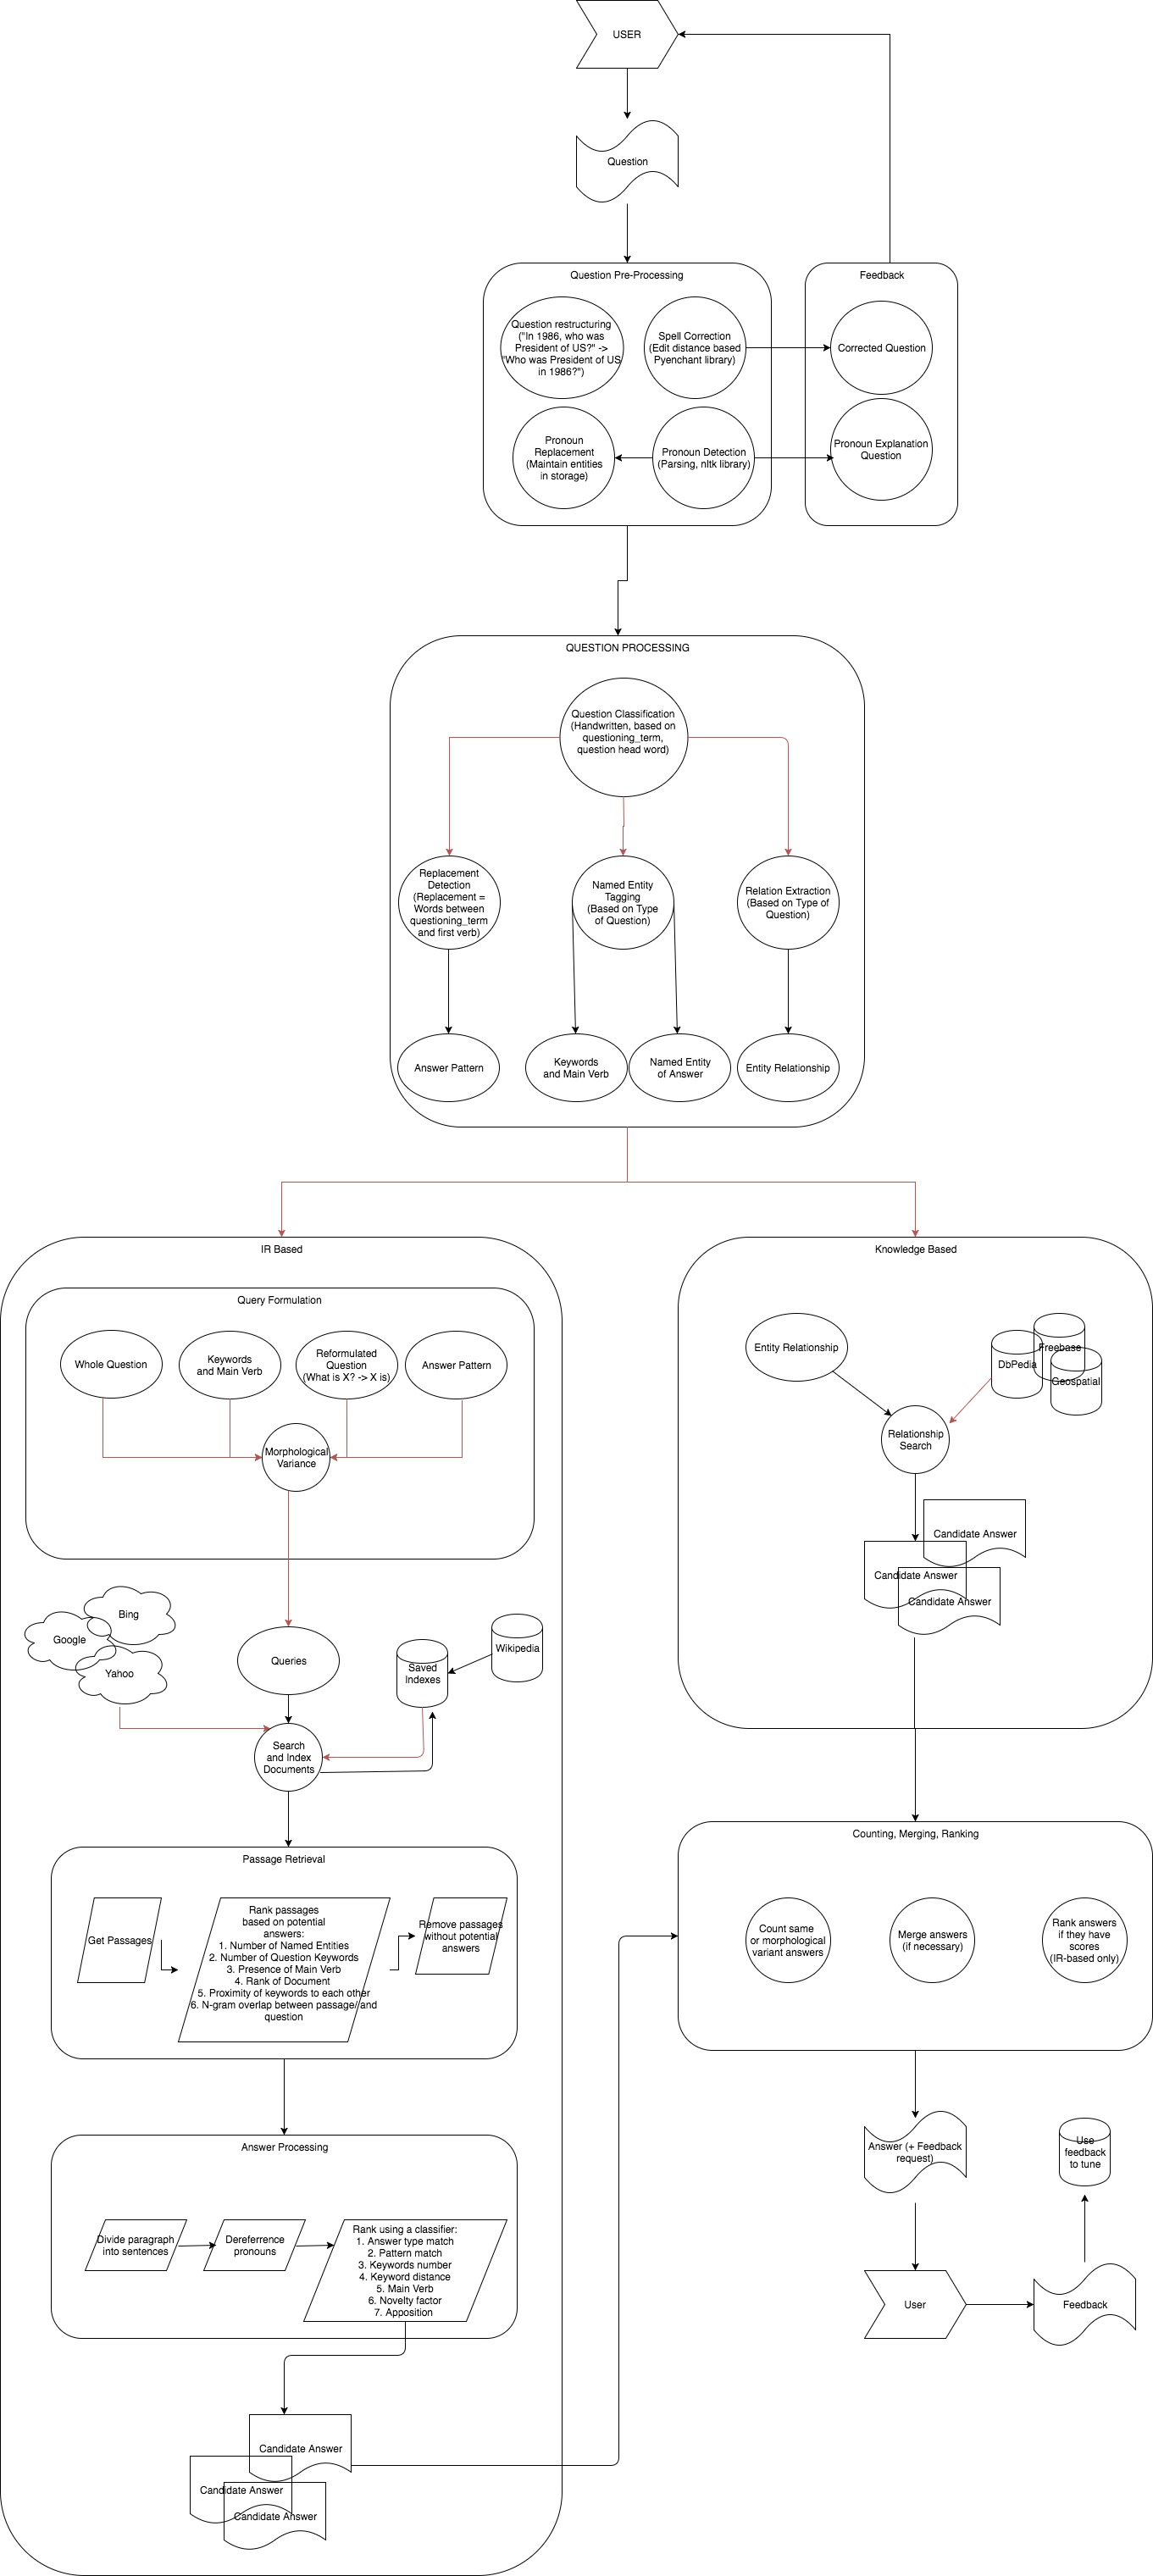 USER
Question
Question Pre-Processing
Feedback
Question restructuring
("In 1986, who was
President of US?" ->
"Who was President of US
in 1986?")
Spell Correction
(Edit distance based
Pyenchant library)
Corrected Question
Pronoun
Replacement
(Maintain entities
in storage)
Pronoun Detection
(Parsing, nltk library)
Pronoun Explanation
Question
QUESTION PROCESSING
Question Classification
(Handwritten, based on
questioning_term,
question head word)
Replacement
Detection
(Replacement =
Words between
questioning_term
and first verb)
Named Entity
Tagging
(Based on Type
of Question)
Relation Extraction
(Based on Type of
Question)
Answer Pattern
Keywords
and Main Verb
Named Entity
of Answer
Entity Relationship
IR Based
Query Formulation
Whole Question
Keywords
and Main Verb
Reformulated
Question
(What is X? -> X is)
Answer Pattern
Morphological
Variance
Bing
Google
Yahoo
Queries
Saved
Indexes
Wikipedia
Search
and Index
Documents
Passage Retrieval
Get Passages
Rank passages
based on potential
answers:
1. Number of Named Entities
2. Number of Question Keywords
3. Presence of Main Verb
4. Rank of Document
5. Proximity of keywords to each other
6. N-gram overlap between passage and
question
Remove passages
without potential
answers
Answer Processing
Divide paragraph
into sentences
Dereferrence
pronouns
Rank using a classifier:
1. Answer type match
2. Pattern match
3. Keywords number
4. Keyword distance
5. Main Verb
6. Novelty factor
7. Apposition
Candidate Answer
Candidate Answer
Candidate Answer
Knowledge Based
Entity Relationship
Freebase
DbPedia
Geospatial
Relationship
Search
Candidate Answer
Candidate Answer
Candidate Answer
Counting, Merging, Ranking
Count same
or morphological
variant answers
Merge answers
(if necessary)
Rank answers
if they have
scores
(IR-based only)
Answer (+ Feedback
request)
Use
feedback
to tune
User
Feedback